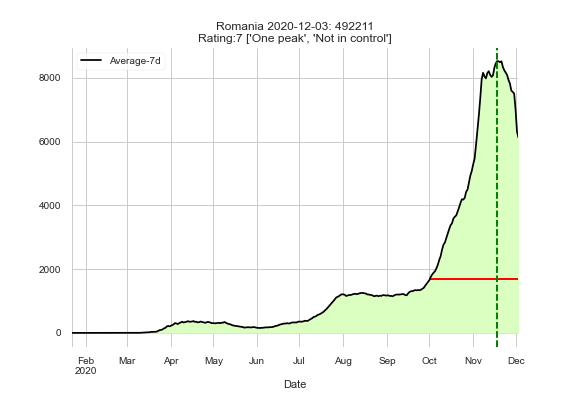 Romania 2020-12-03: 492211
Rating:7 ['One peak', 'Not in control']
Average-7d
8000
6000
4000
2000
0
Feb Mar Apr May Jun Jul Aug Sep Oct Nov Dec
2020
Date